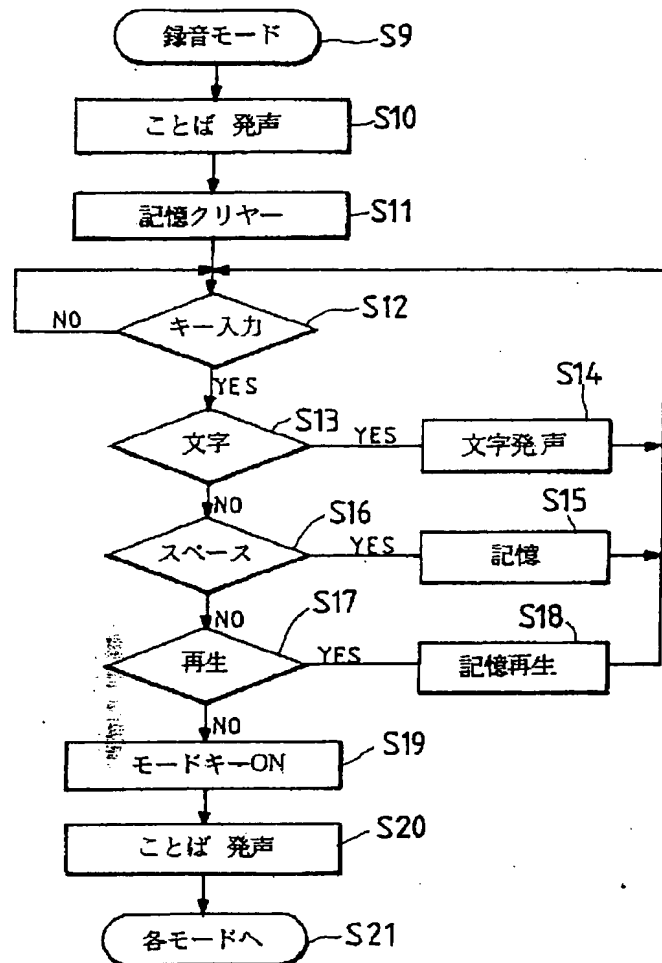 録音モード S9
ことば 発声 S10
記憶クリヤー S11
キー入力 S12
NO
YES
S14
文字 S13 YES 文字発声
NO
S16 S15
スペース YES 記憶
NO
S17 S18
再生 YES 記憶再生
NO
モードキーON S19
ことば 発声 S20
各モードへ S21